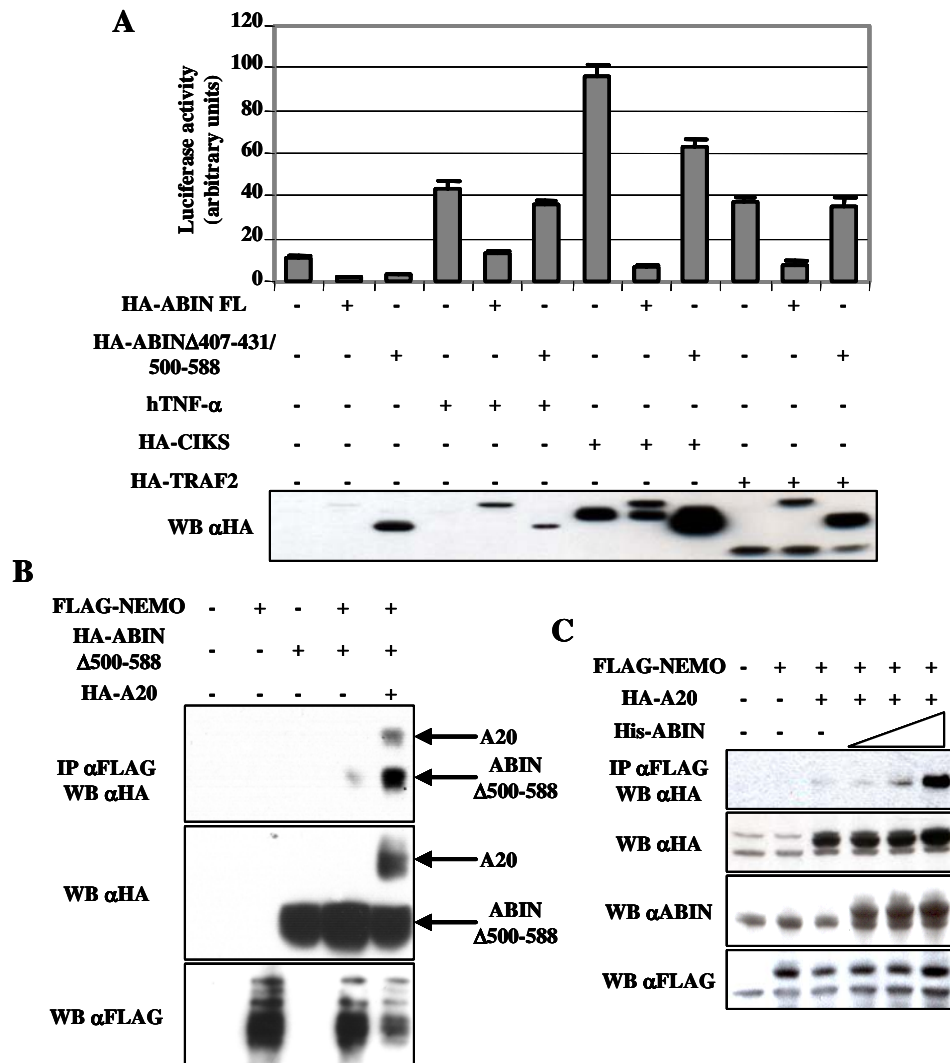 A
120
100
80
60
40
20
0
Luciferase activity
(arbitrary units)
HA-ABIN FL - + - - + - - + - - + -
HA-ABINΔ407-431/
500-588 - - + - - + - - + - - +
hTNF-α - - - + + + - - - - - -
HA-CIKS - - - - - - + + + - - -
HA-TRAF2 - - - - - - - - - + + +
WB αHA
B
FLAG-NEMO - + - + +
HA-ABIN
Δ500-588 - - + + +
HA-A20 - - - - +
IP αFLAG
WB αHA
A20
ABIN
Δ500-588
WB αHA
A20
ABIN
Δ500-588
WB αFLAG
C
FLAG-NEMO - + + + + +
HA-A20 - - + + + +
His-ABIN - - -
IP αFLAG
WB αHA
WB αHA
WB αABIN
WB αFLAG